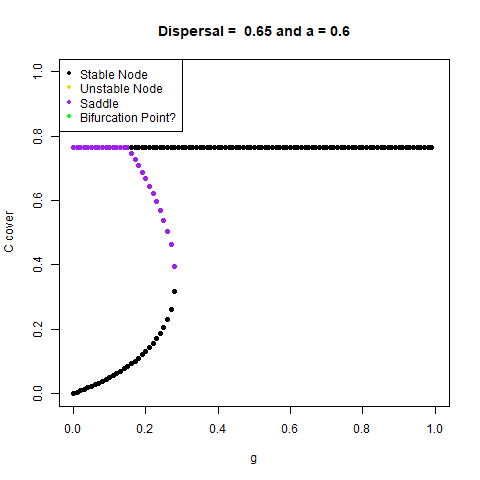 Dispersal =  0.65 and a = 0.6
Stable Node
Unstable Node
Saddle
Bifurcation Point?
C cover
1.0
0.8
0.6
0.4
0.2
0.0
0.0 0.2 0.4 0.6 0.8 1.0
g